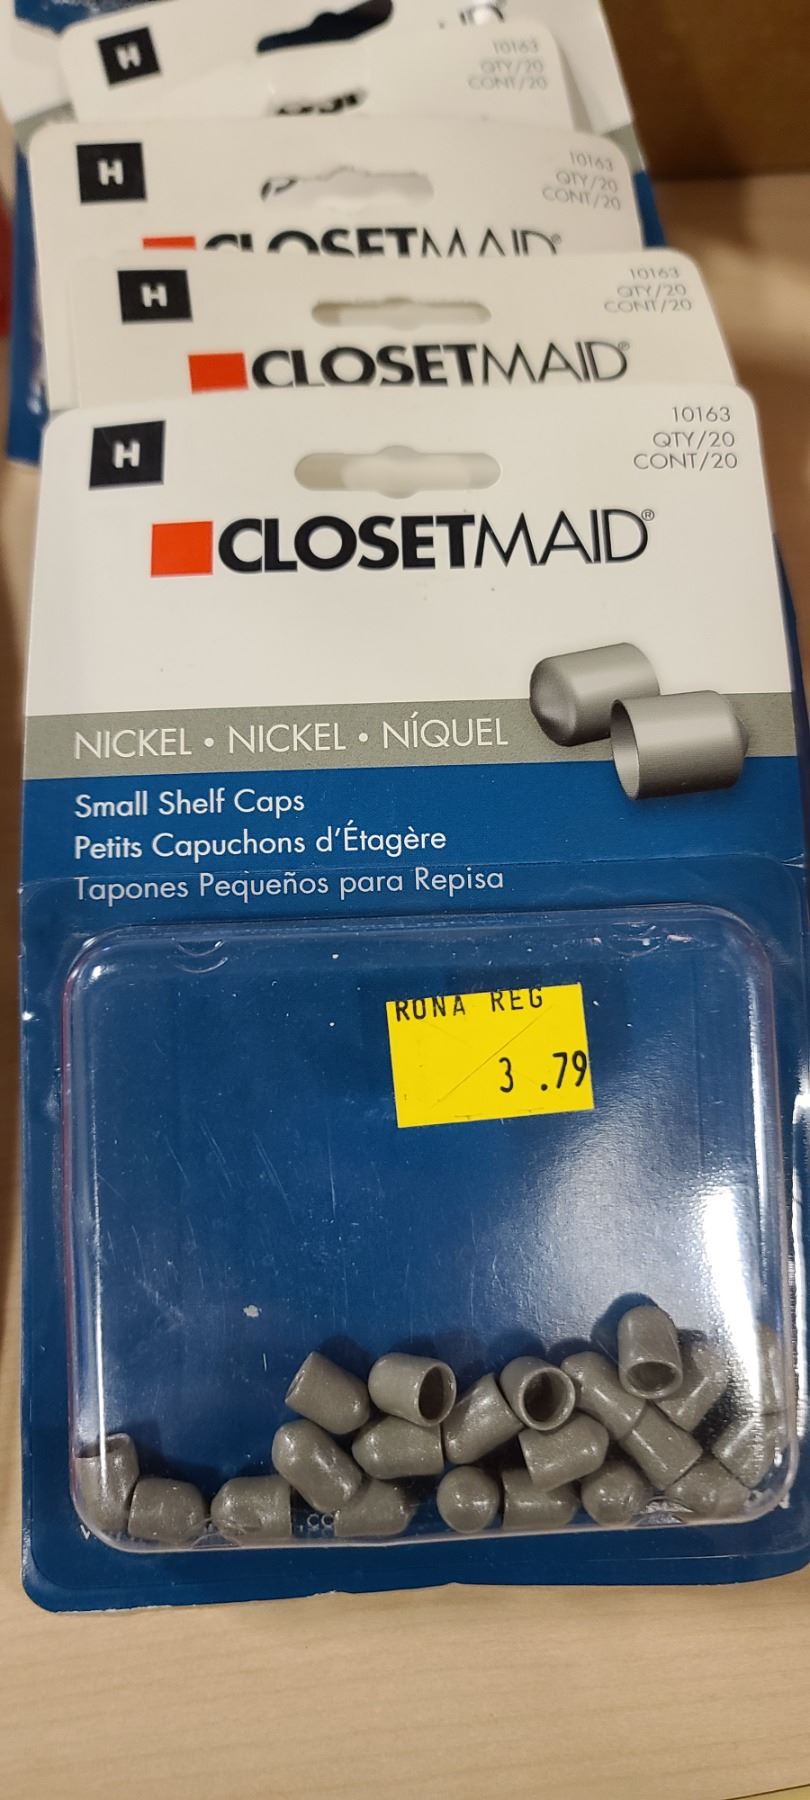 H
10163
QTY/20
CONT/20
H
10163
QTY/20
CONT/20
CLOSETMAID
H
10163
QTY/20
CONT/20
CLOSETMAID®
H
10163
QTY/20
CONT/20
CLOSETMAID®
NICKEL • NICKEL • NÍQUEL
Small Shelf Caps
Petits Capuchons d'Étagère
Tapones Pequeños para Repisa
RONA REG
3.79